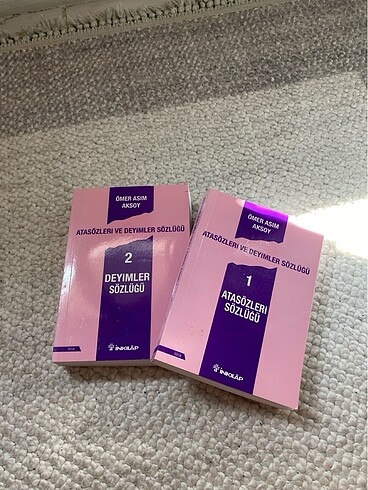 ÖMER ASIM
AKSOY
ATASÖZLERİ VE DEYİMLER SÖZLÜĞÜ
2
DEYİMLER
SÖZLÜĞÜ
İNKILÂP
ÖMER ASIM
AKSOY
ATASÖZLERİ VE DEYİMLER SÖZLÜĞÜ
1
ATASÖZLERİ
SÖZLÜĞÜ
İNKILÂP